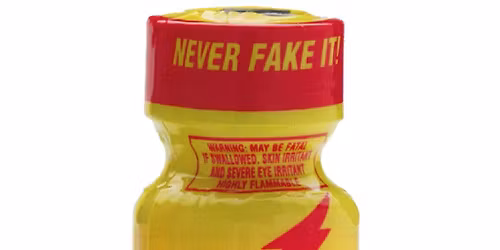 NEVER FAKE IT!
WARNING: MAY BE FATAL
IF SWALLOWED, SKIN IRRITANT
AND SEVERE EYE IRRITANT
HIGHLY FLAMMABLE